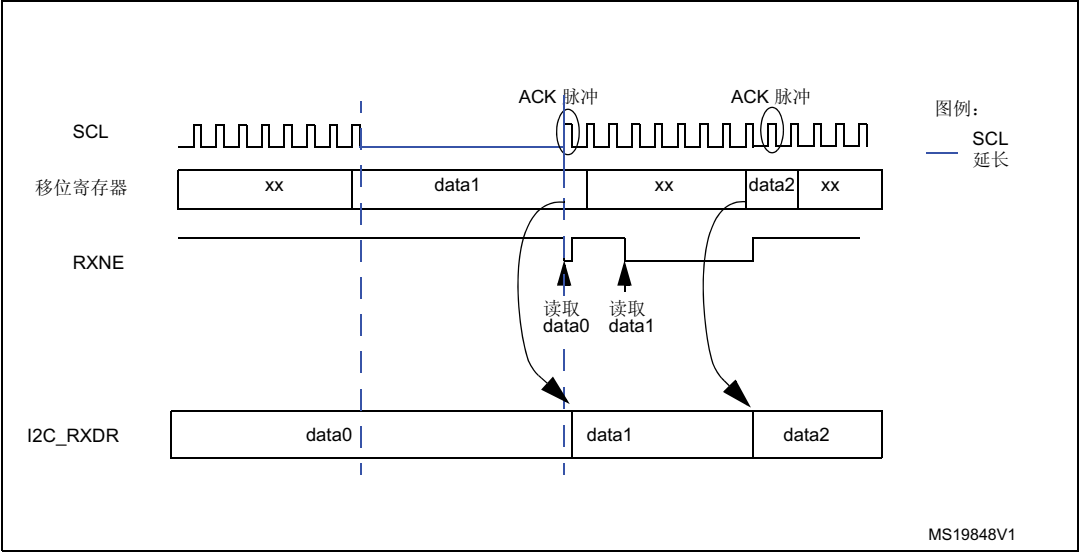 ACK 脉冲
ACK 脉冲
图例:
SCL
SCL
延长
移位寄存器
xx
data1
xx
data2
xx
RXNE
读取
data0
读取
data1
I2C_RXDR
data0
data1
data2
MS19848V1